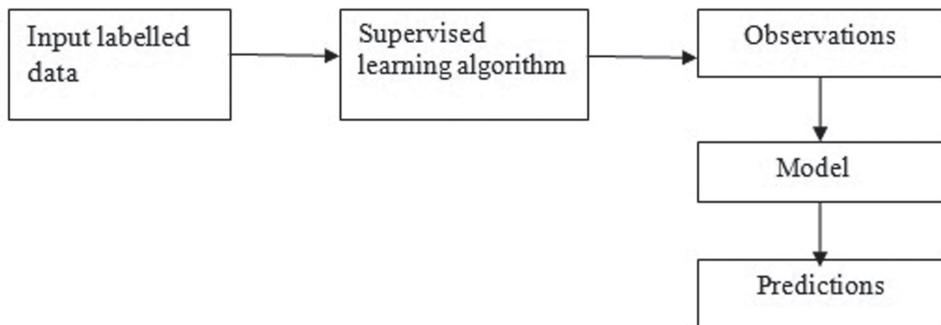 Input labelled
data
Supervised
learning algorithm
Observations
Model
Predictions